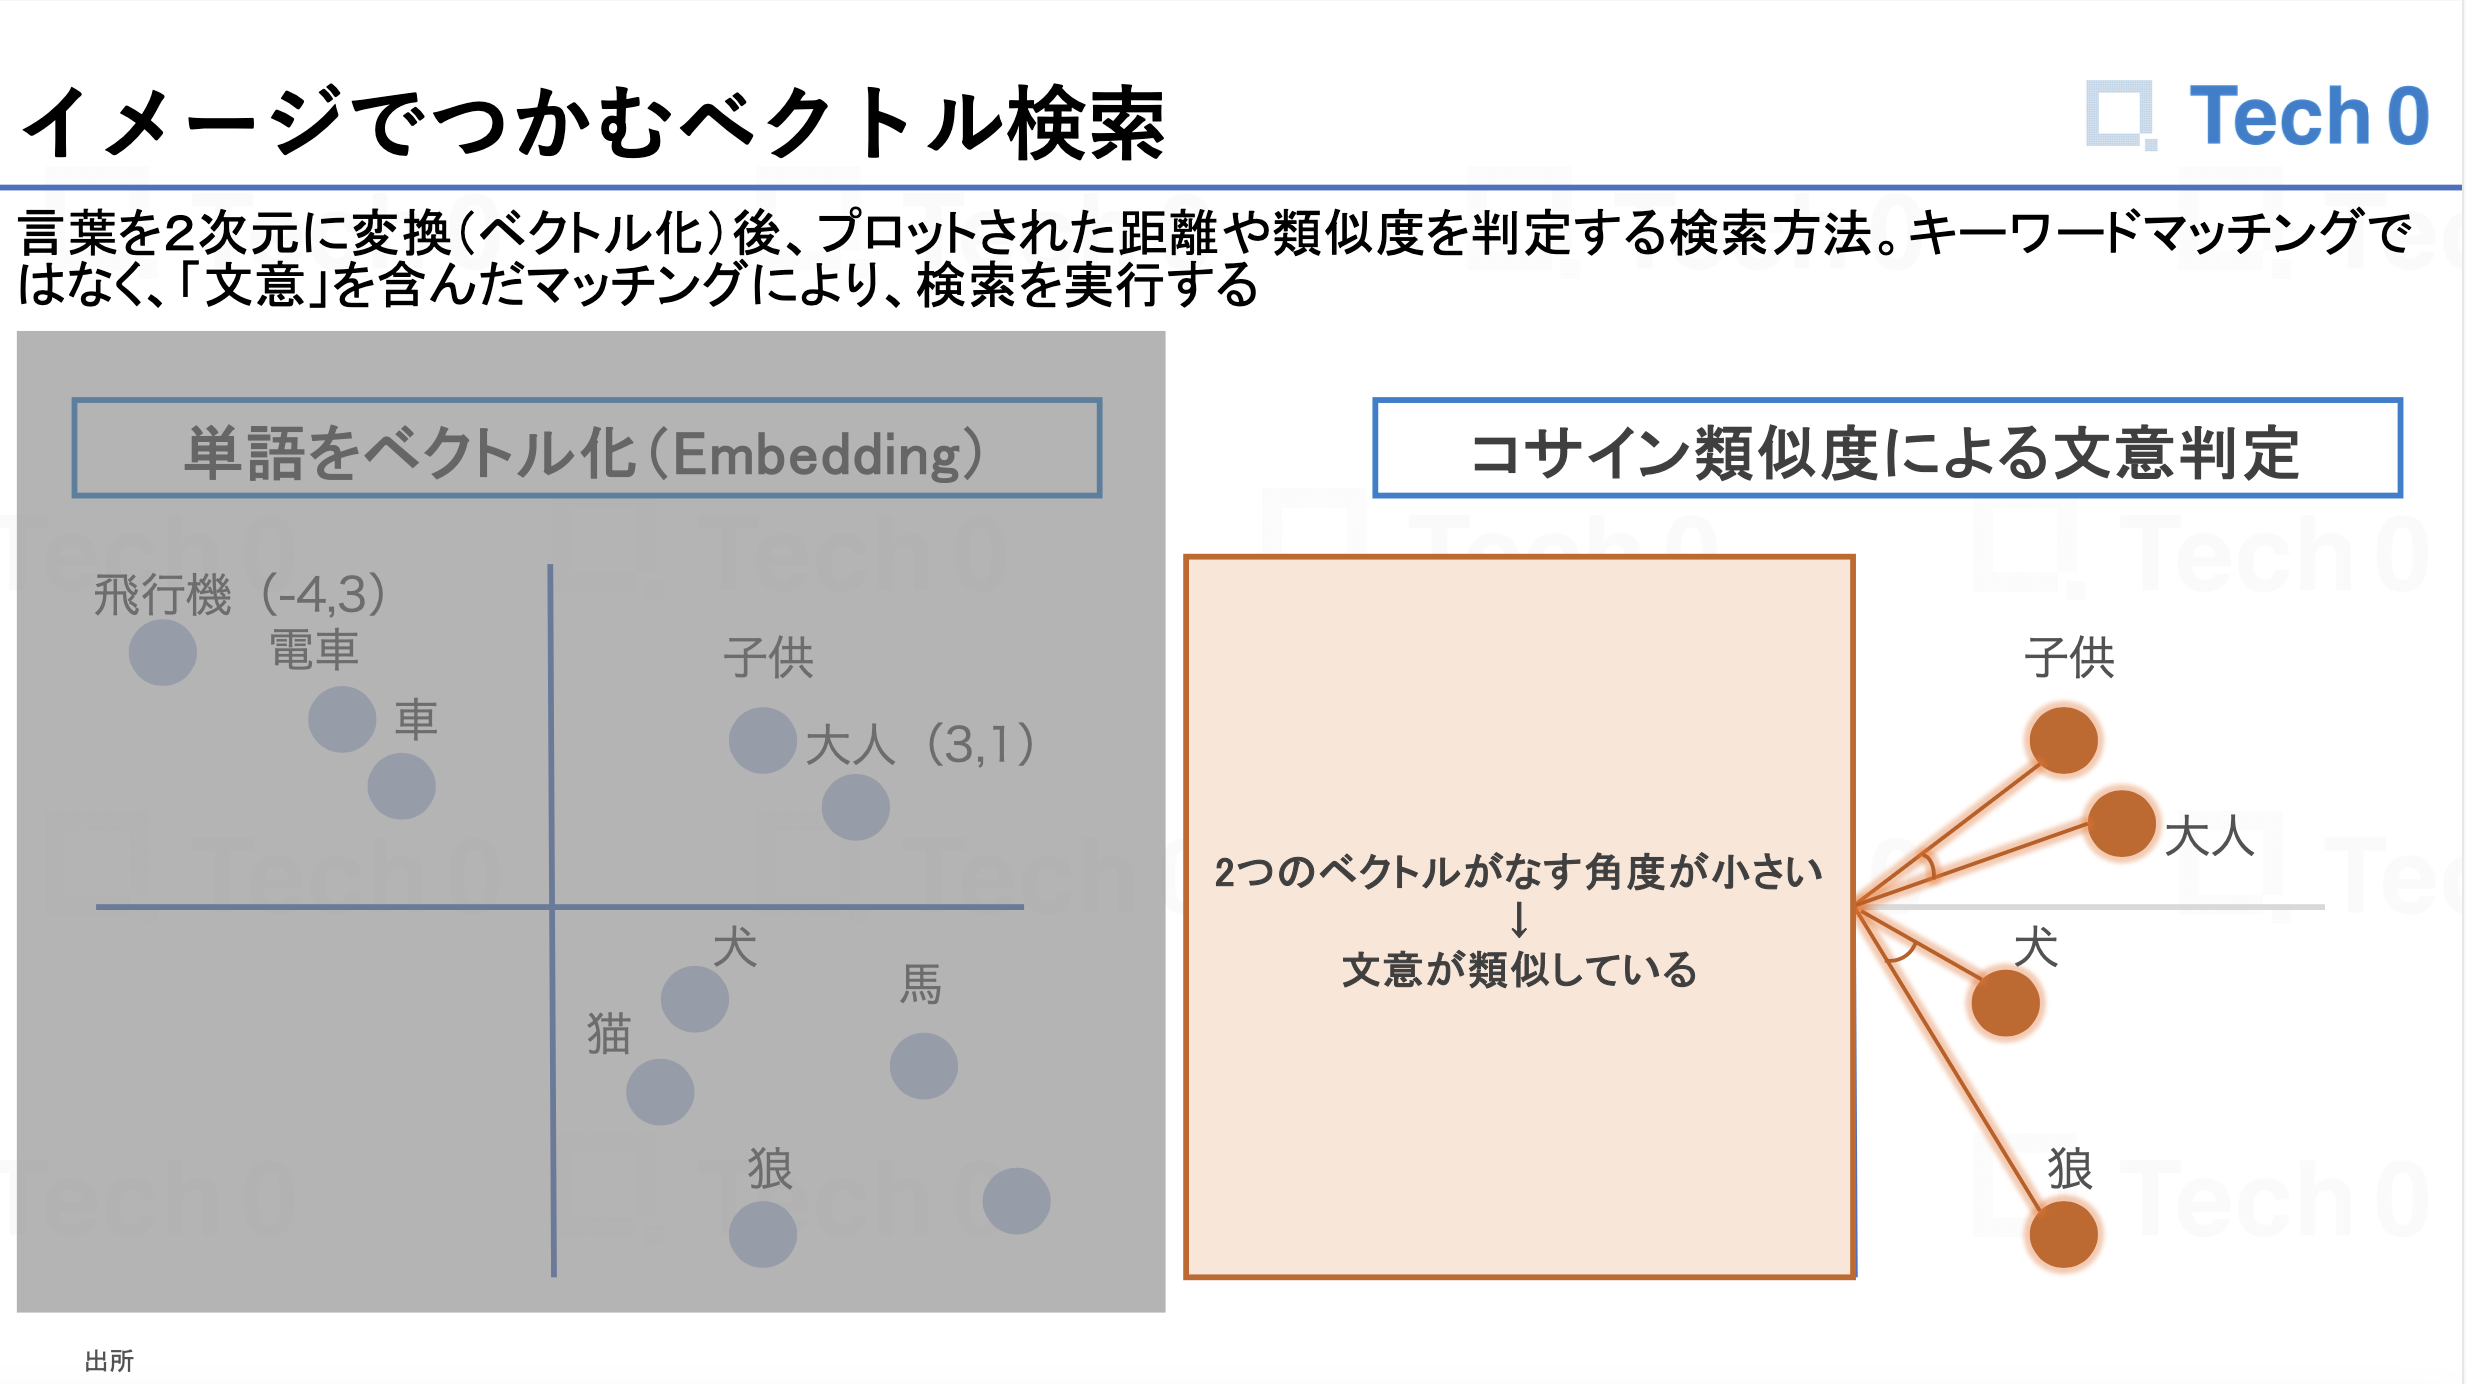 イメージでつかむベクトル検索
Tech 0
言葉を2次元に変換（ベクトル化）後、プロットされた距離や類似度を判定する検索方法。キーワードマッチングで
はなく、「文意」を含んだマッチングにより、検索を実行する
単語をベクトル化（Embedding）
飛行機（-4,3）
電車
車
子供
大人（3,1）
犬
馬
猫
狼
コサイン類似度による文意判定
2つのベクトルがなす角度が小さい
↓
文意が類似している
子供
大人
犬
狼
出所